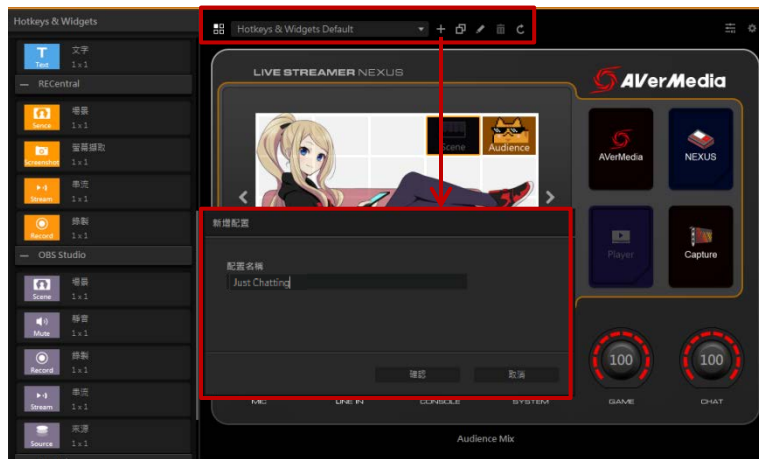 Hotkeys & Widgets
Hotkeys & Widgets Default
文字
Text
1 x 1
RECentral
場景
Sence
1 x 1
螢幕擷取
Screenshot
1 x 1
串流
Stream
1 x 1
錄製
Record
1 x 1
OBS Studio
場景
Scene
1 x 1
靜音
Mute
1 x 1
錄製
Record
1 x 1
串流
Stream
1 x 1
來源
Source
1 x 1
LIVE STREAMER NEXUS
AVerMedia
Scene
Audience
AVerMedia
NEXUS
Player
Capture
新增配置
配置名稱
Just Chatting
確認
取消
100
100
MIC
LINE IN
CONSOLE
SYSTEM
GAME
CHAT
Audience Mix